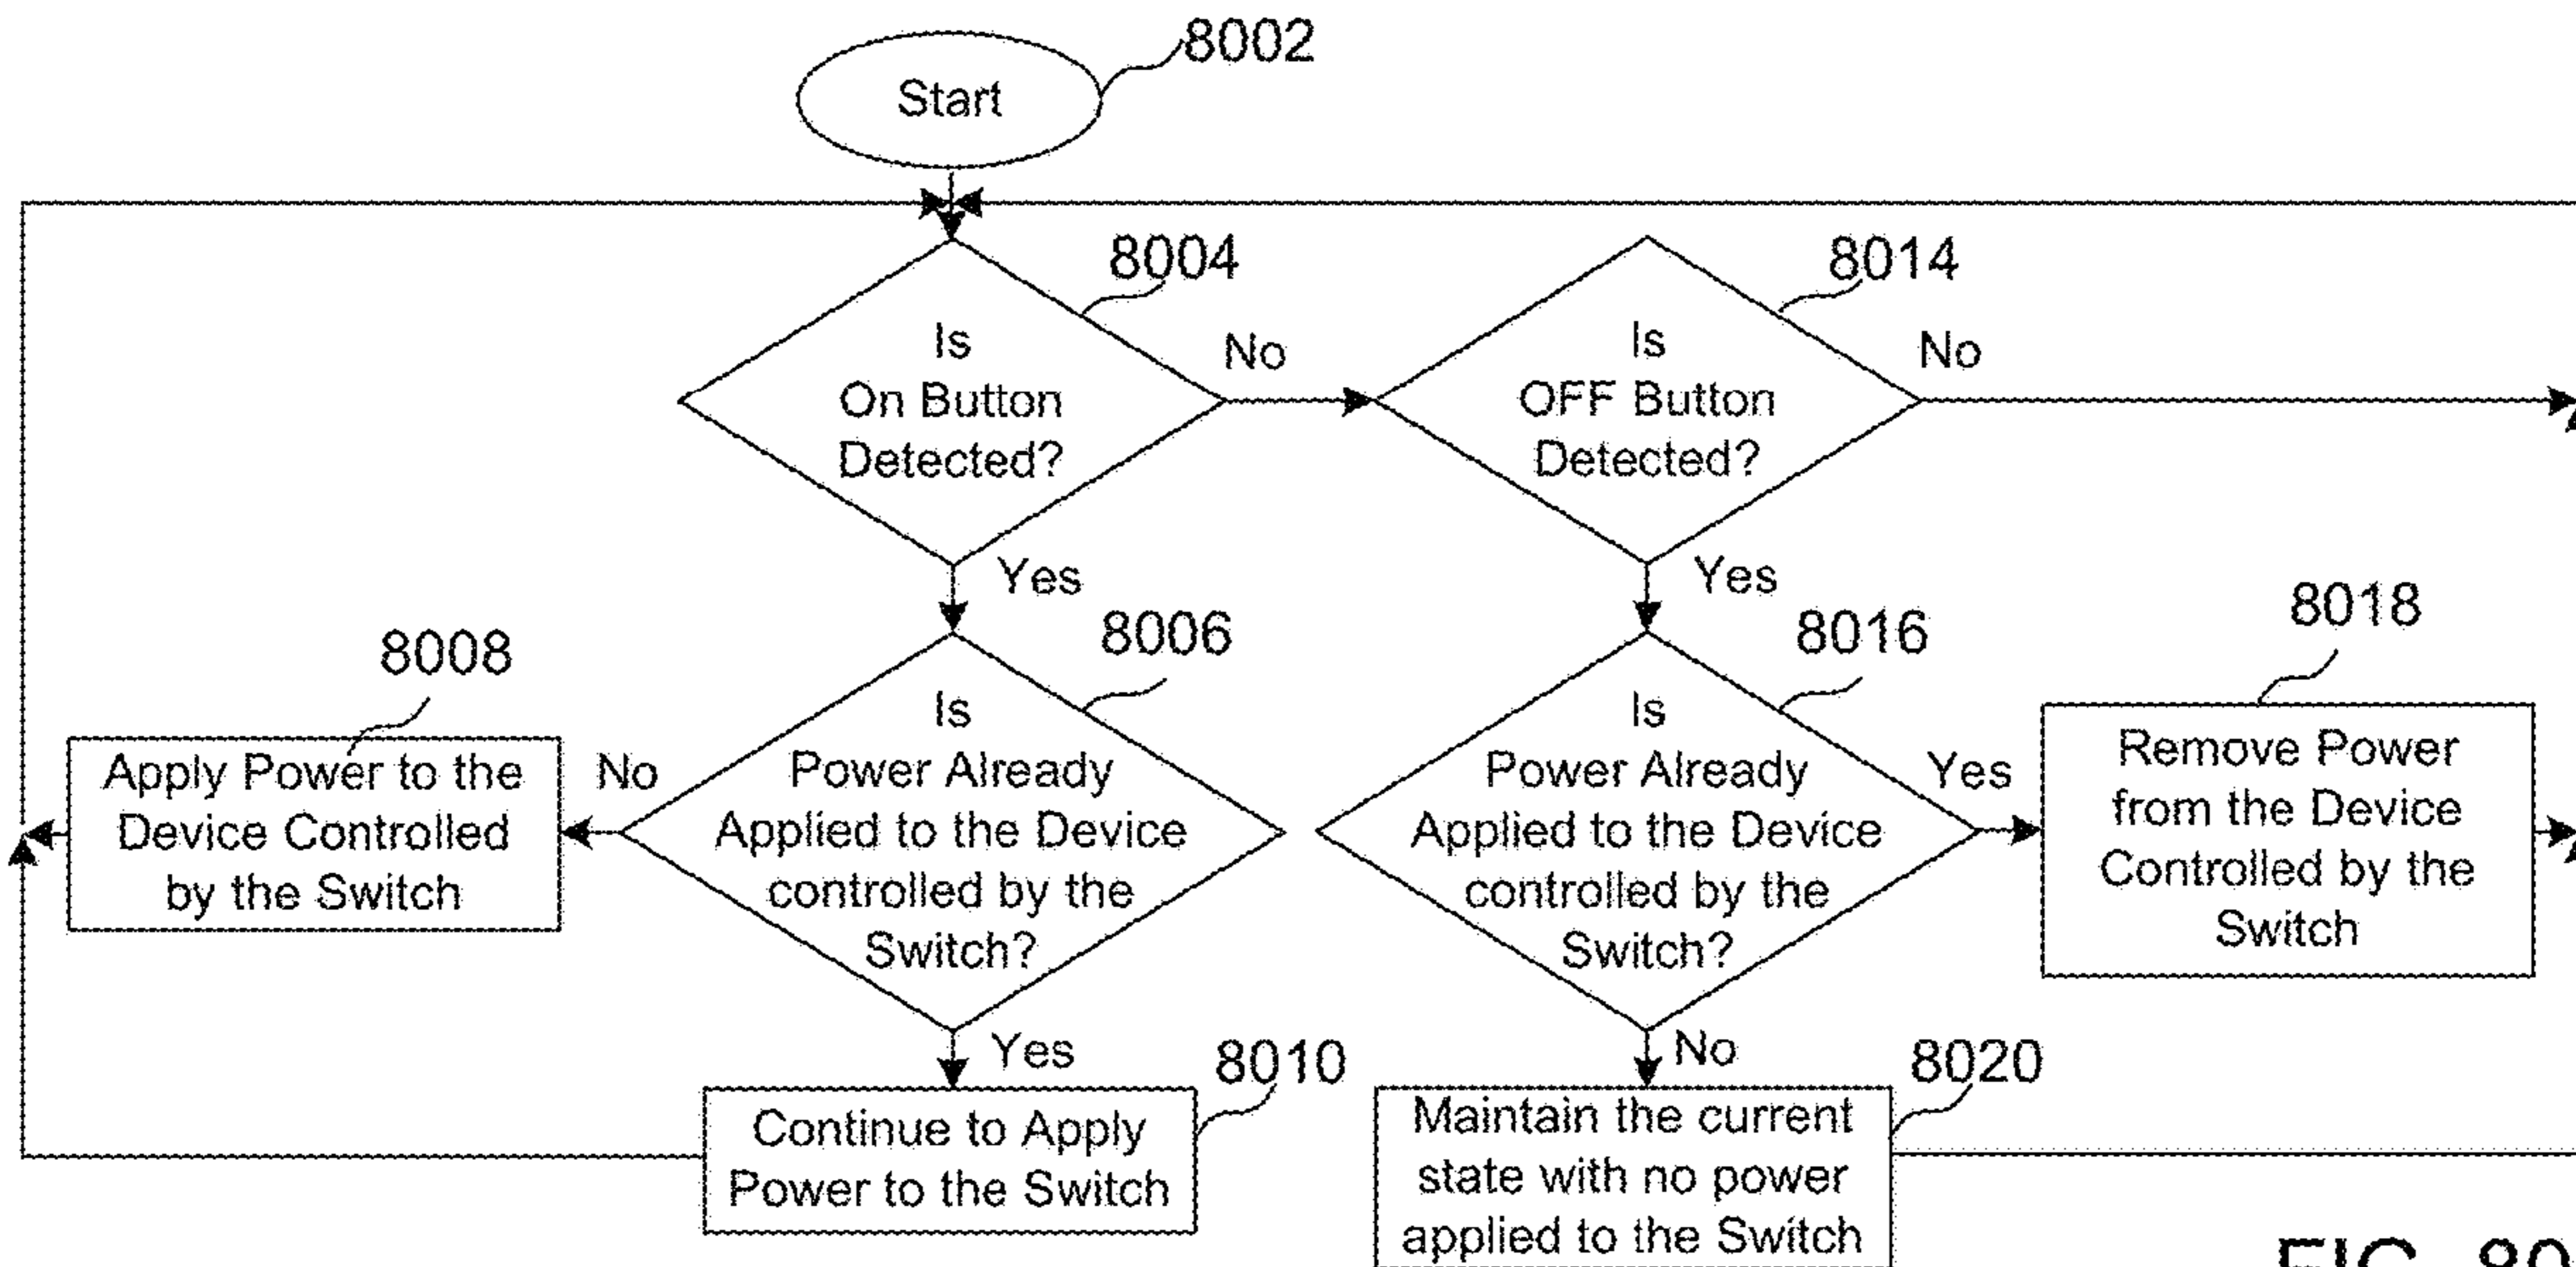 8002
Start
8004
Is
On Button
Detected?
No
8014
Is
OFF Button
Detected?
No
Yes
Yes
8008
Apply Power to the
Device Controlled
by the Switch
No
8006
Is
Power Already
Applied to the Device
controlled by the
Switch?
8016
Is
Power Already
Applied to the Device
controlled by the
Switch?
Yes
8018
Remove Power
from the Device
Controlled by the
Switch
Yes
8010
Continue to Apply
Power to the Switch
No
8020
Maintain the current
state with no power
applied to the Switch
FIG. 80